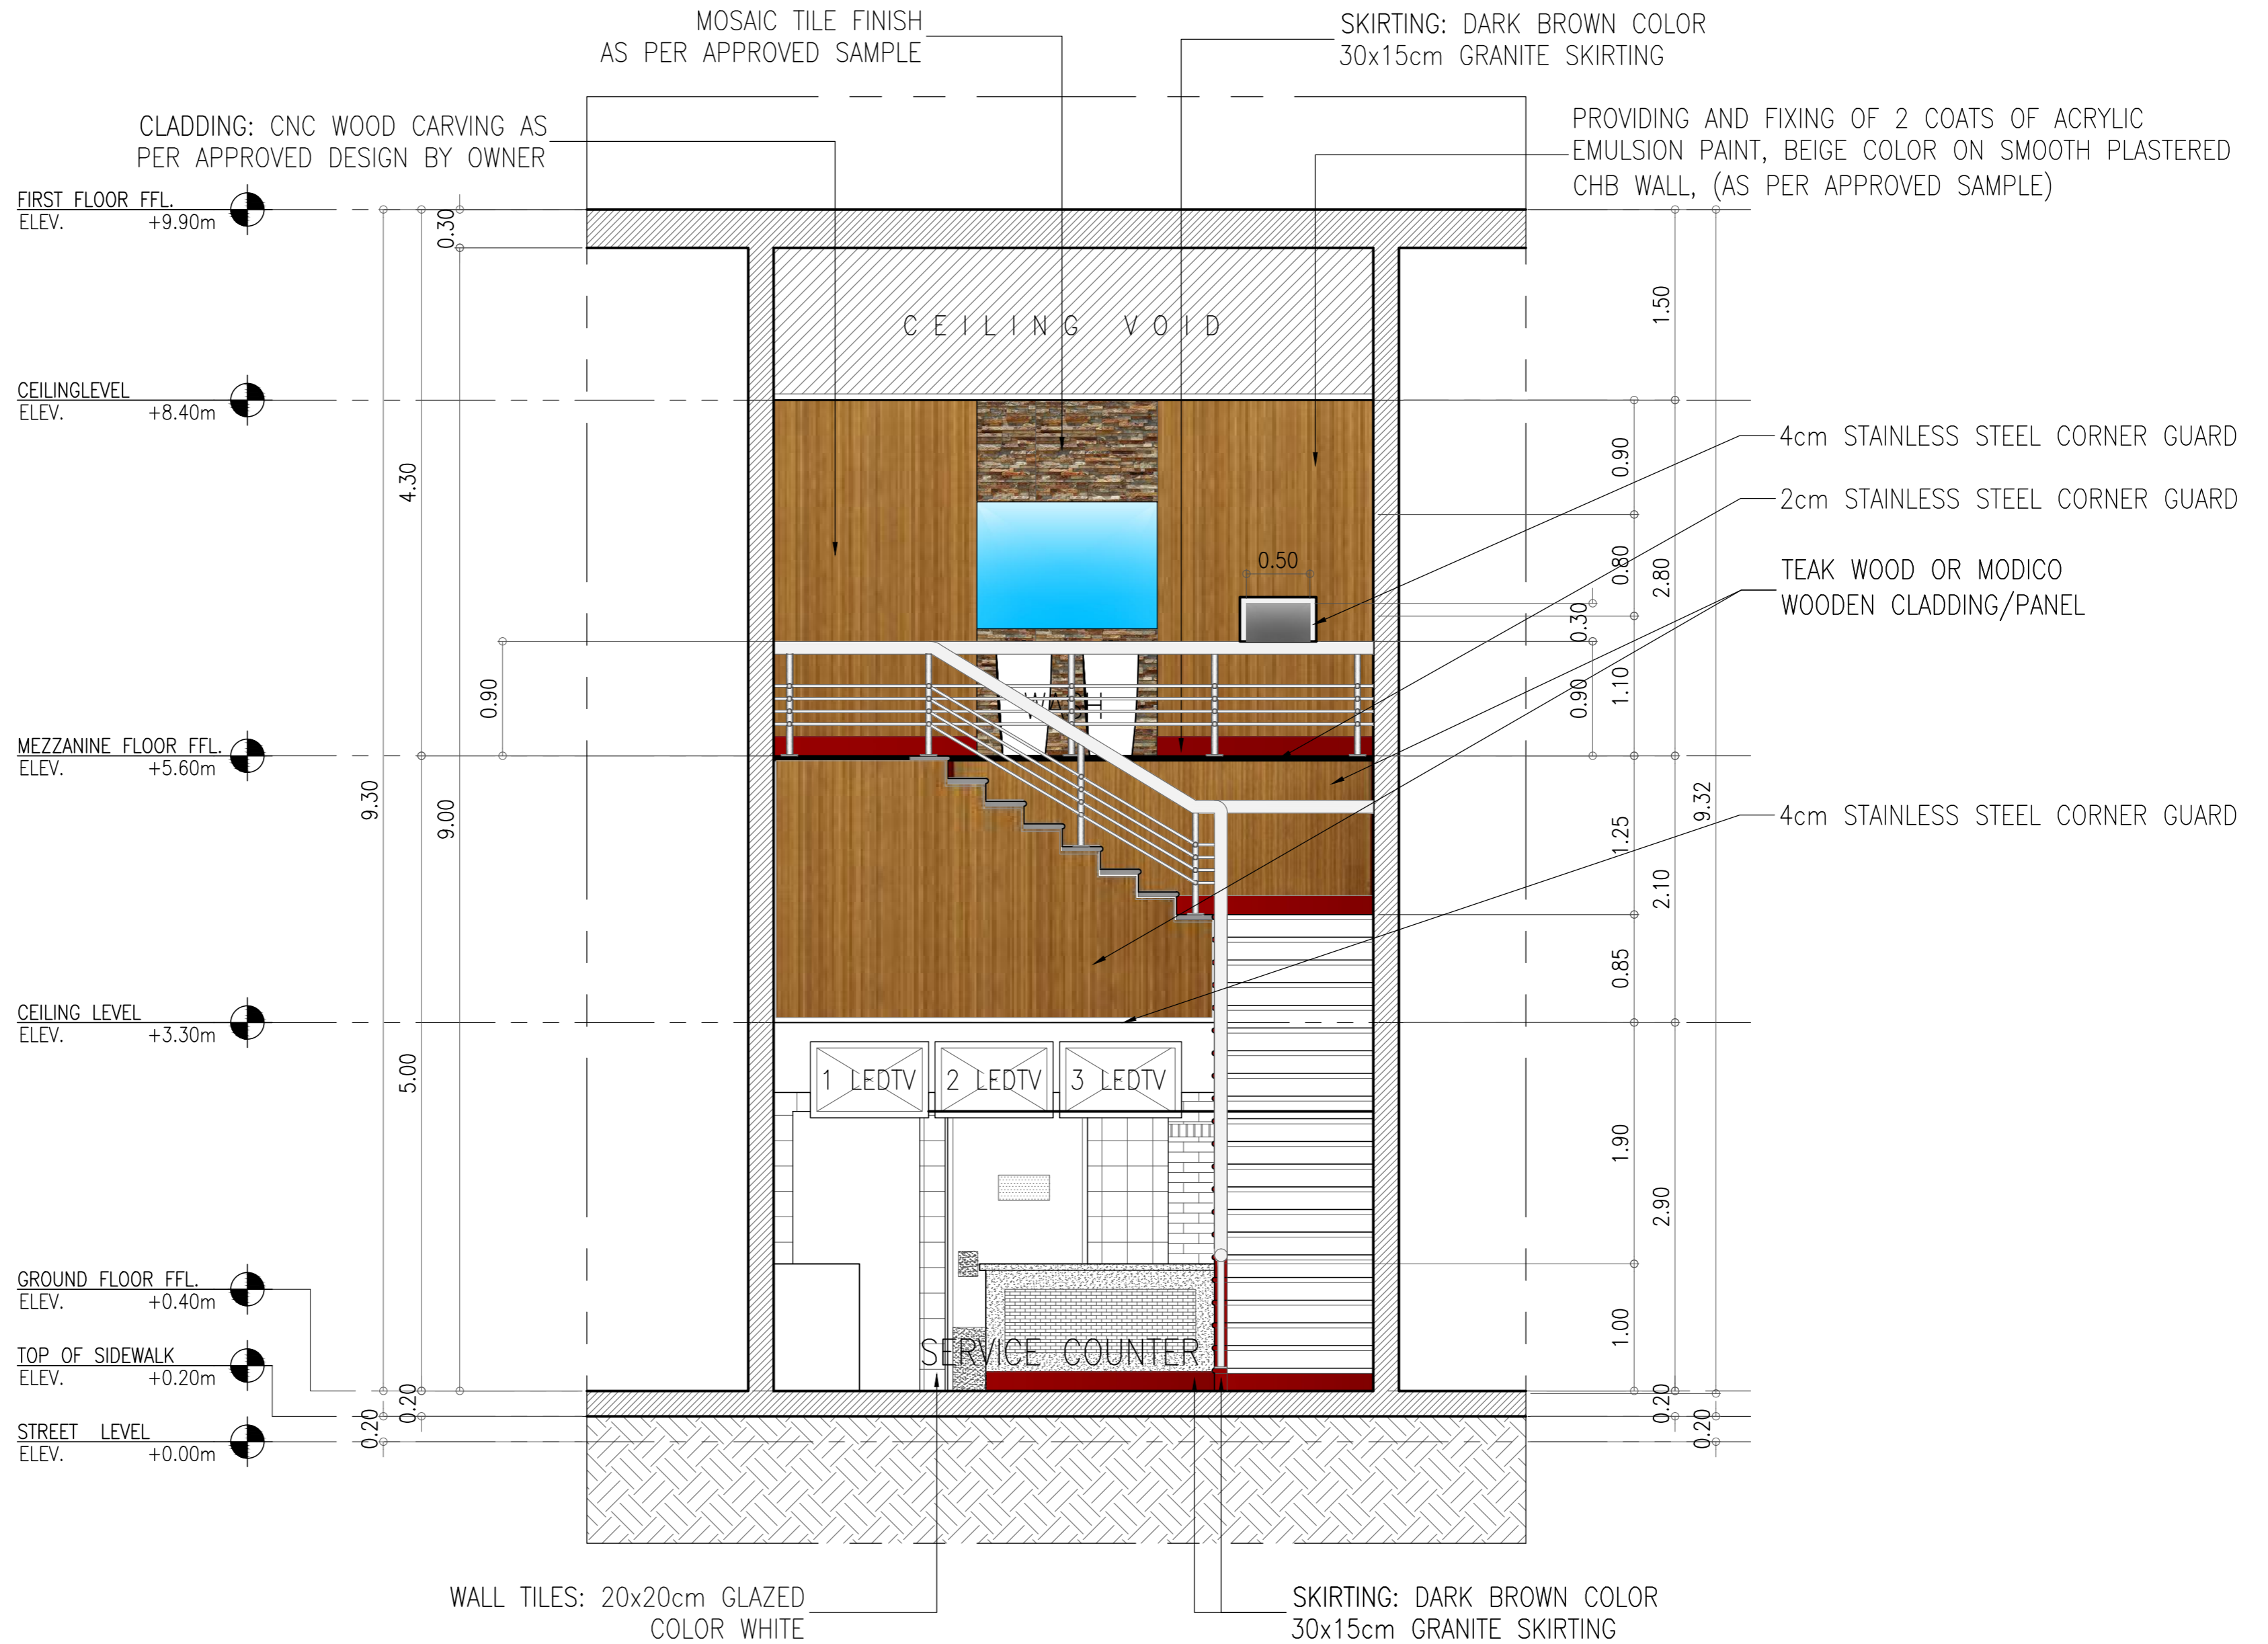 MOSAIC TILE FINISH
AS PER APPROVED SAMPLE
SKIRTING: DARK BROWN COLOR
30x15cm GRANITE SKIRTING
CLADDING: CNC WOOD CARVING AS
PER APPROVED DESIGN BY OWNER
PROVIDING AND FIXING OF 2 COATS OF ACRYLIC
EMULSION PAINT, BEIGE COLOR ON SMOOTH PLASTERED
CHB WALL, (AS PER APPROVED SAMPLE)
FIRST FLOOR FFL.
ELEV. +9.90m
0.30
1.50
CEILING VOID
CEILINGLEVEL
ELEV. +8.40m
4cm STAINLESS STEEL CORNER GUARD
0.90
4.30
2cm STAINLESS STEEL CORNER GUARD
0.50
0.80
2.80
TEAK WOOD OR MODICO
WOODEN CLADDING/PANEL
0.30
0.90
0.90
1.10
WASH
MEZZANINE FLOOR FFL.
ELEV. +5.60m
9.30
9.00
9.32
4cm STAINLESS STEEL CORNER GUARD
1.25
2.10
0.85
CEILING LEVEL
ELEV. +3.30m
5.00
1 LEDTV
2 LEDTV
3 LEDTV
1.90
2.90
GROUND FLOOR FFL.
ELEV. +0.40m
1.00
SERVICE COUNTER
TOP OF SIDEWALK
ELEV. +0.20m
0.20
0.20
0.20
0.20
STREET LEVEL
ELEV. +0.00m
WALL TILES: 20x20cm GLAZED
COLOR WHITE
SKIRTING: DARK BROWN COLOR
30x15cm GRANITE SKIRTING